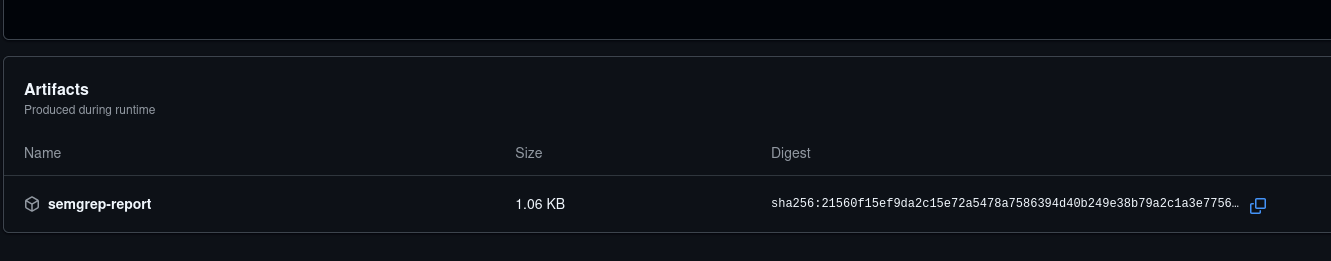 Artifacts
Produced during runtime
Name Size Digest
semgrep-report 1.06 KB sha256:21560f15ef9da2c15e72a5478a7586394d40b249e38b79a2c1a3e7756…